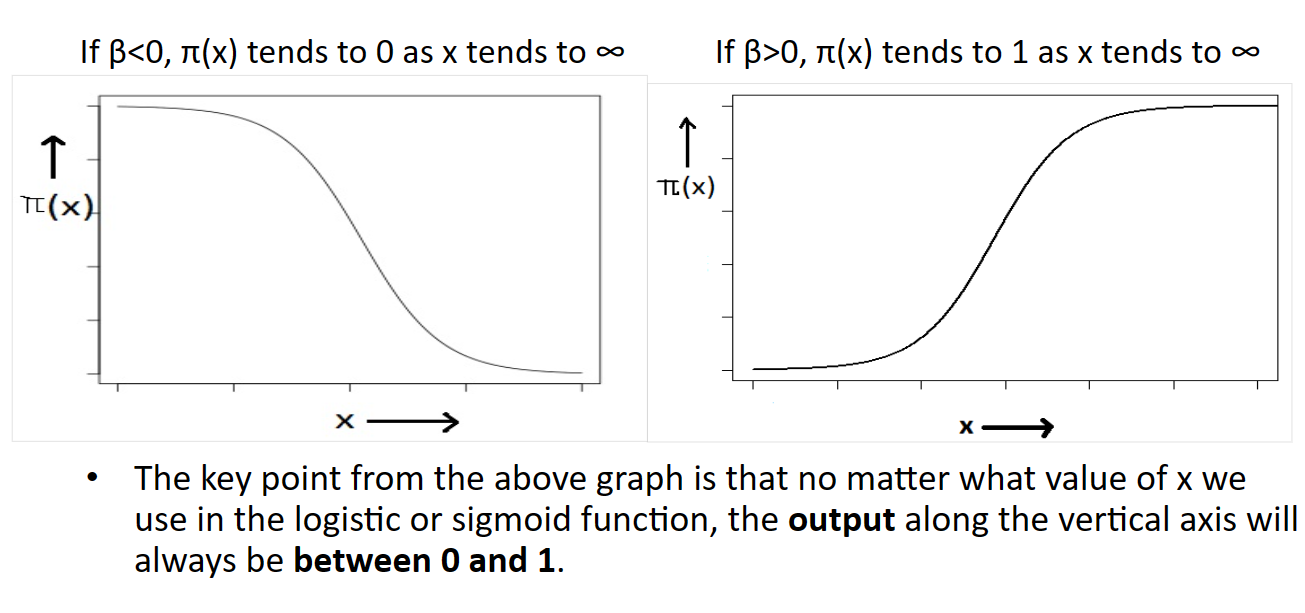 If β<0, π(x) tends to 0 as x tends to ∞
If β>0, π(x) tends to 1 as x tends to ∞
π(x)
x
π(x)
x
• The key point from the above graph is that no matter what value of x we
use in the logistic or sigmoid function, the output along the vertical axis will
always be between 0 and 1.